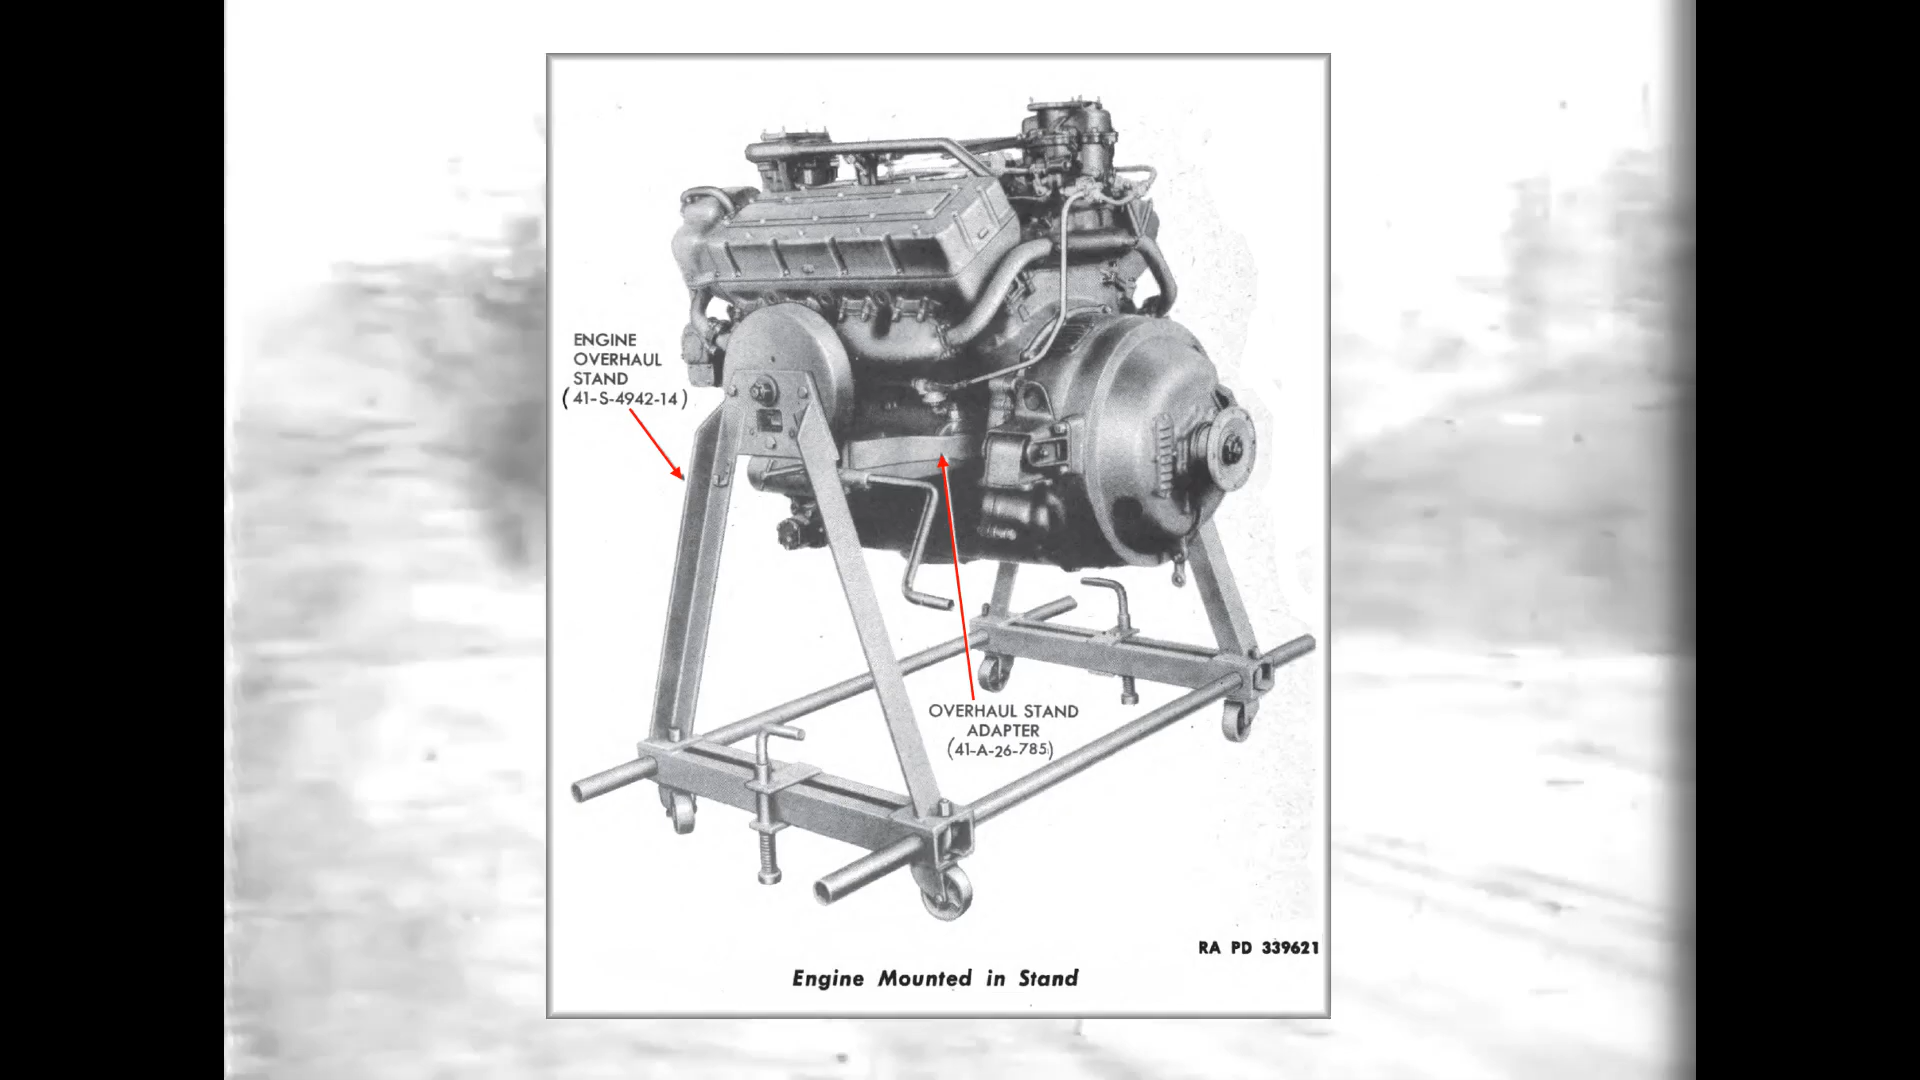 ENGINE
OVERHAUL
STAND
(41-S-4942-14)
OVERHAUL STAND
ADAPTER
(41-A-26-785)
RA PD 339621
Engine Mounted in Stand